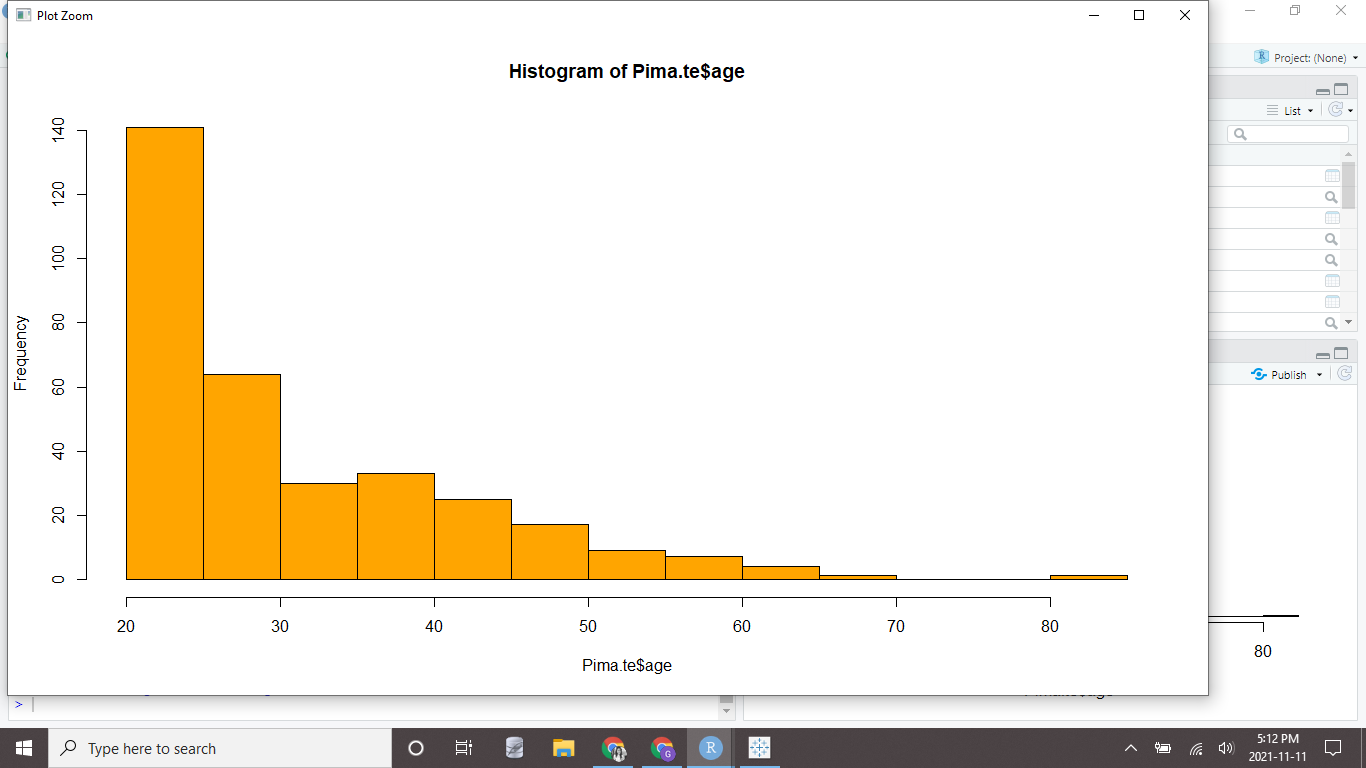 Plot Zoom
Project: (None)
Histogram of Pima.te$age
List
Publish
Frequency
0 20 40 60 80 100 120 140
20 30 40 50 60 70 80
Pima.te$age
80
>
Type here to search
R
G
5:12 PM
2021-11-11